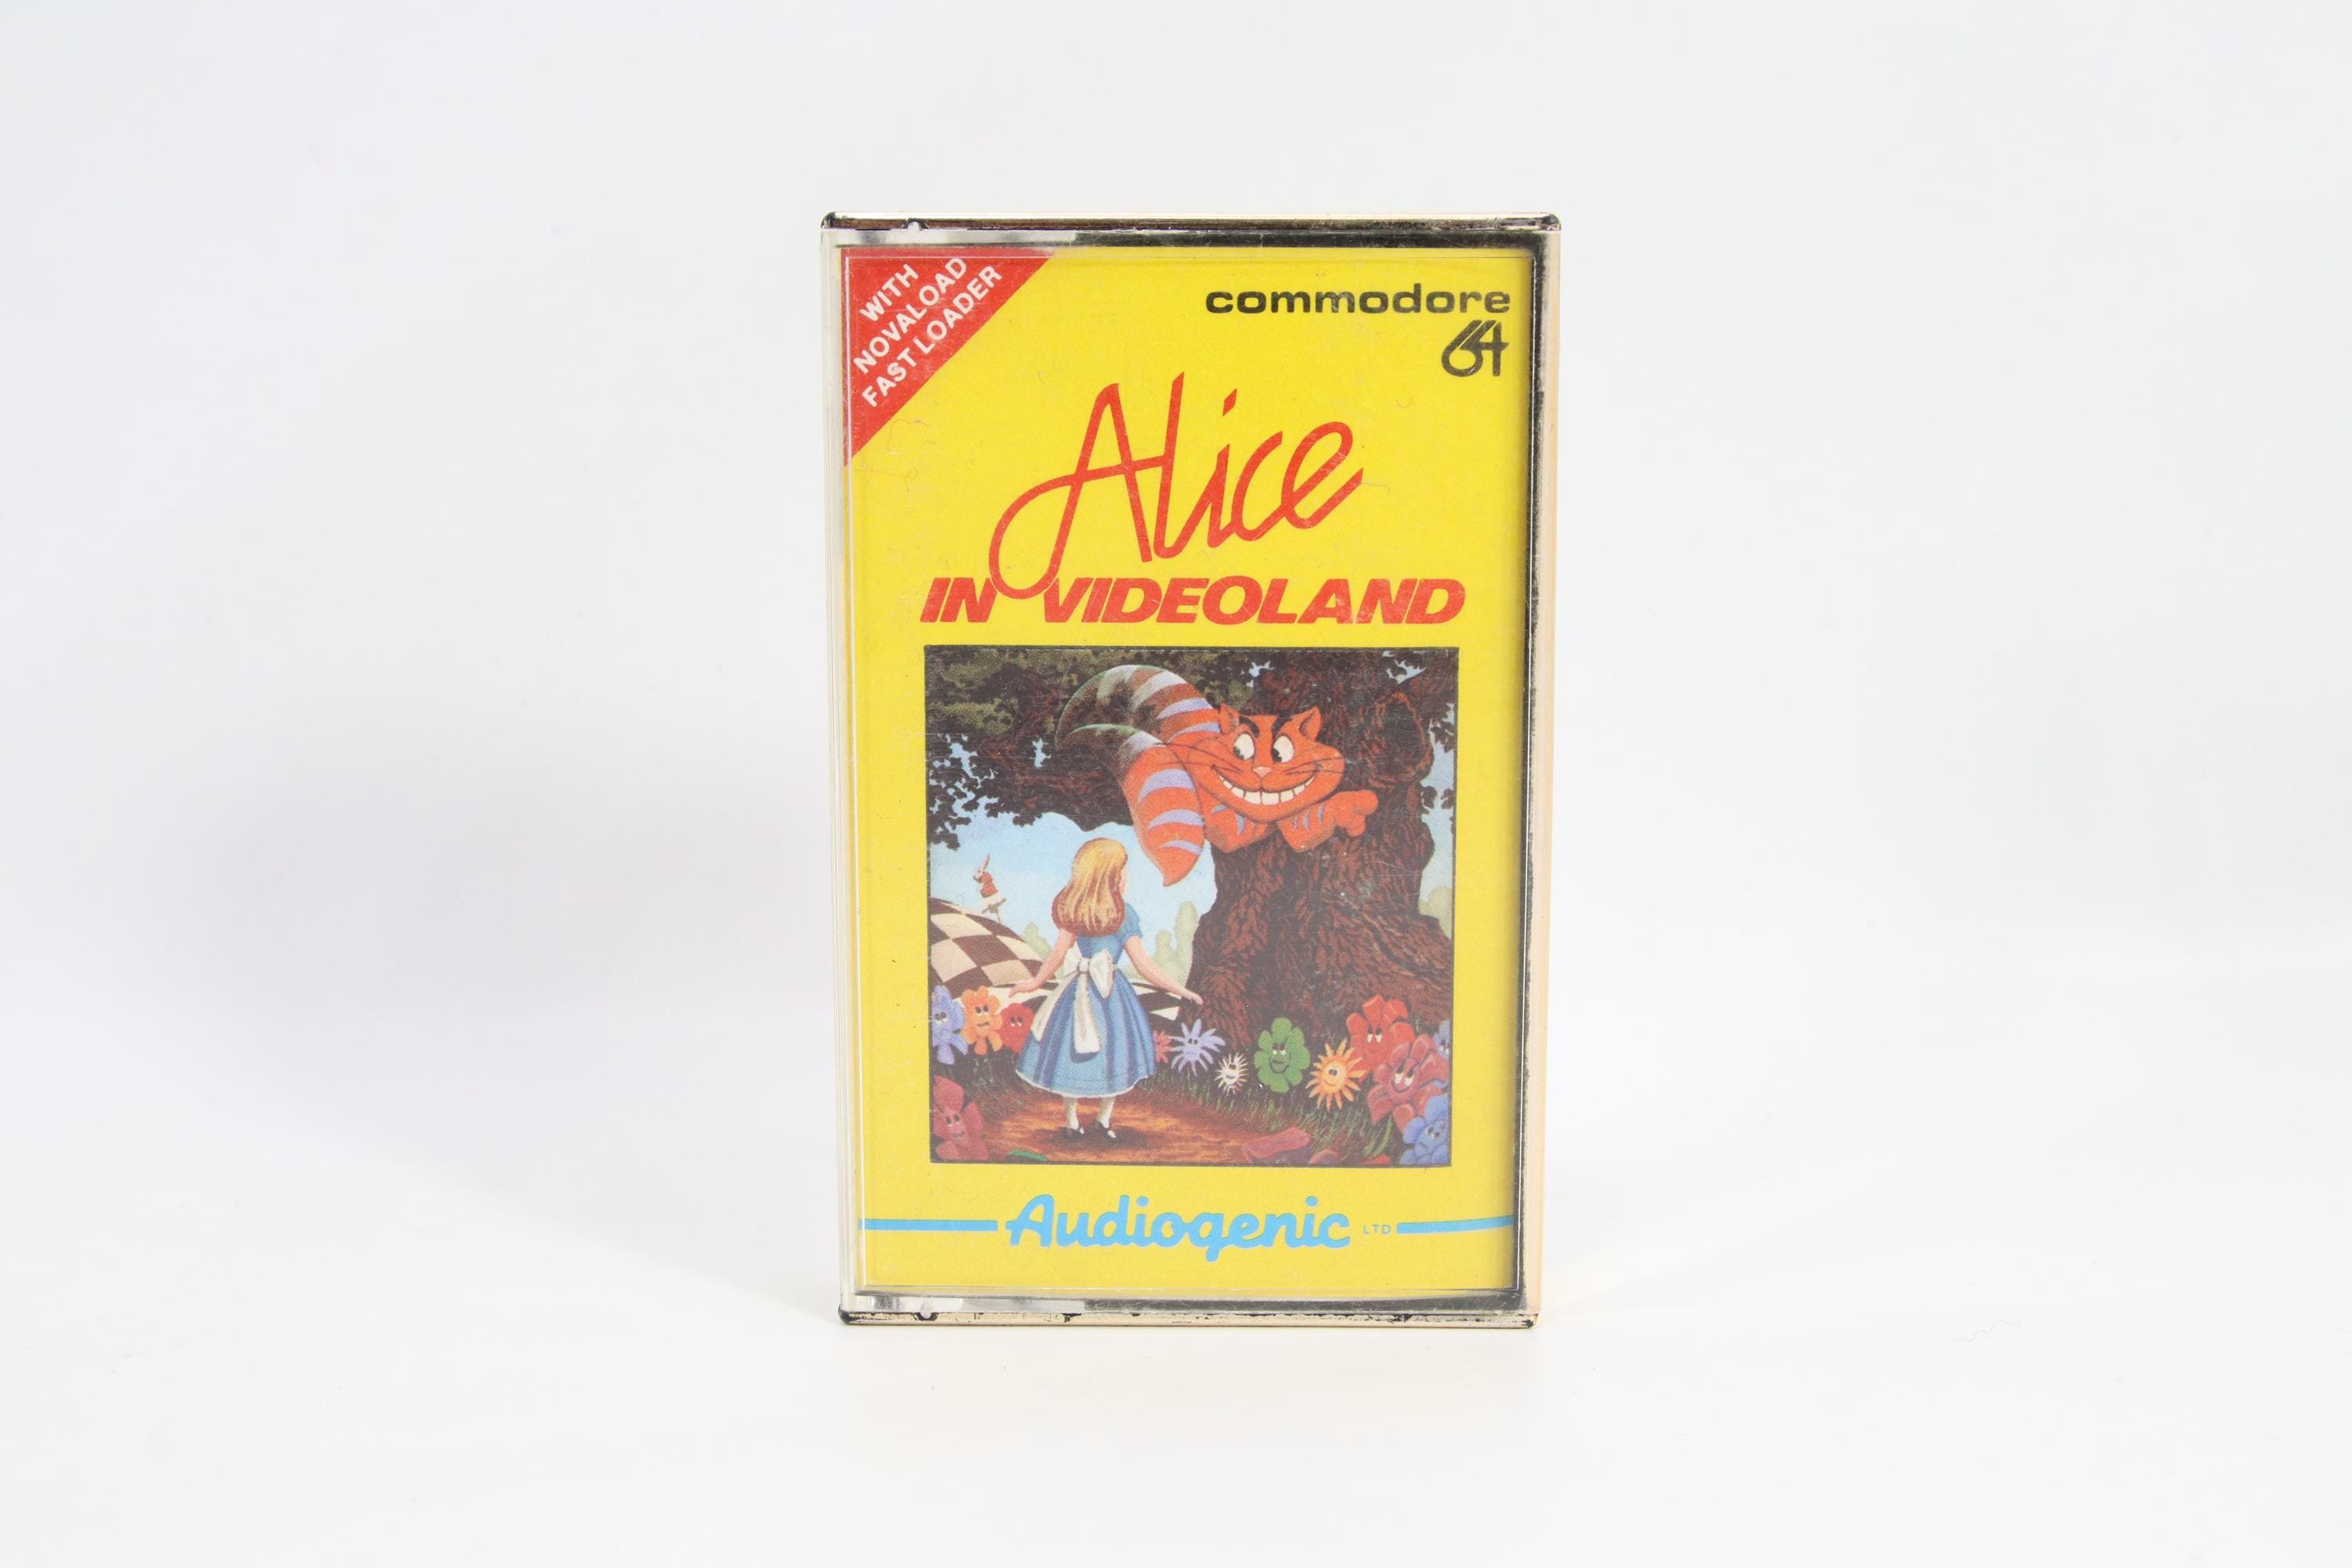 WITH
NOVALOAD
FAST LOADER
commodore
64
Alice
IN VIDEOLAND
Audiogenic LTD